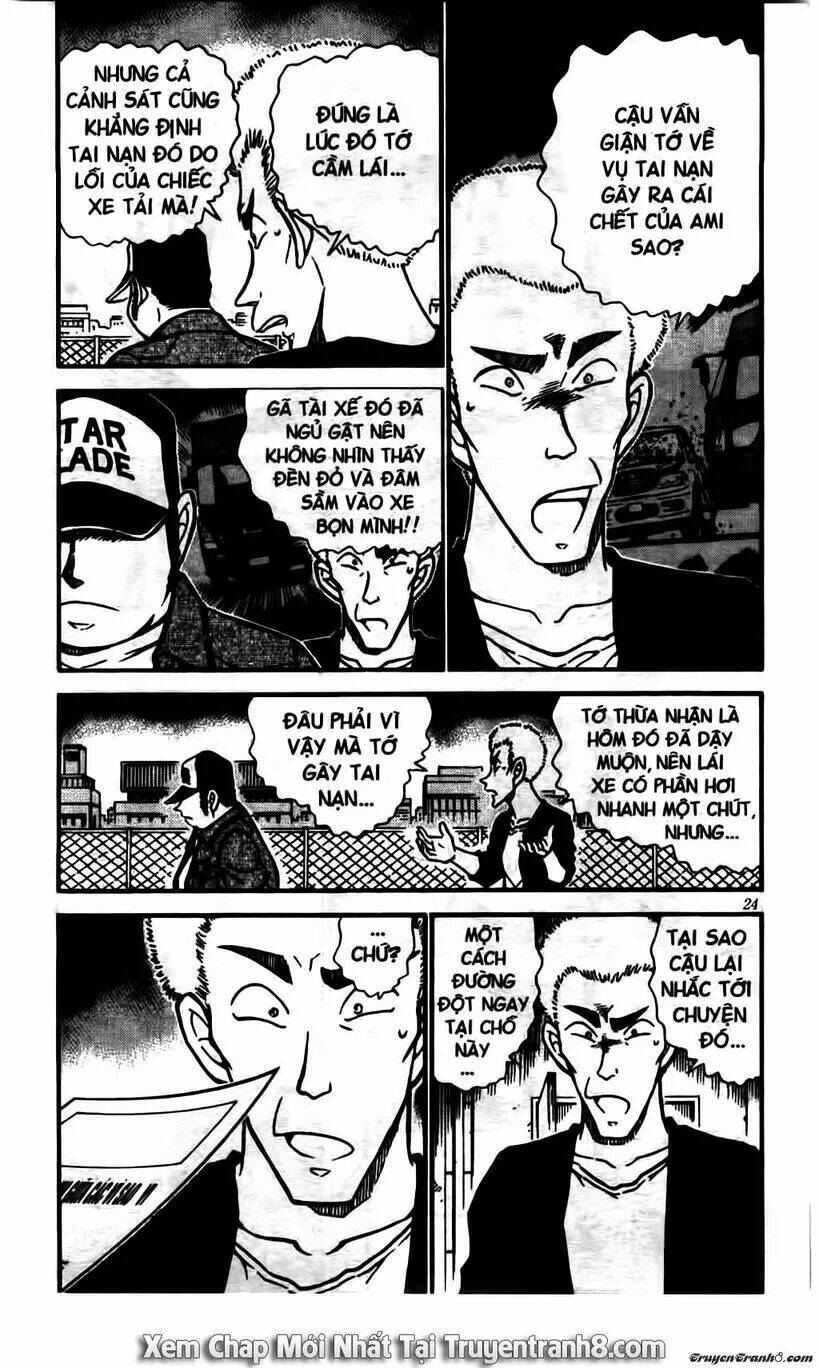 CẬU VẪN
GIẬN TỚ VỀ
VỤ TAI NẠN
GÂY RA CÁI
CHẾT CỦA AMI
SAO?
ĐÚNG LÀ
LÚC ĐÓ TỚ
CẦM LÁI...
NHƯNG CẢ
CẢNH SÁT CŨNG
KHẲNG ĐỊNH
TAI NẠN ĐÓ DO
LỖI CỦA CHIẾC
XE TẢI MÀ!
GÃ TÀI XẾ ĐÓ ĐÃ
NGỦ GẬT NÊN
KHÔNG NHÌN THẤY
ĐÈN ĐỎ VÀ ĐÂM
SẦM VÀO XE
BỌN MÌNH!!
TAR
LADE
TỚ THỪA NHẬN LÀ
HÔM ĐÓ ĐÃ DẬY
MUỘN, NÊN LÁI
XE CÓ PHẦN HƠI
NHANH MỘT CHÚT,
NHƯNG...
ĐÂU PHẢI VÌ
VẬY MÀ TỚ
GÂY TAI
NẠN...
24
TẠI SAO
CẬU LẠI
NHẮC TỚI
CHUYỆN
ĐÓ...
MỘT
CÁCH
ĐƯỜNG
ĐỘT NGAY
TẠI CHỖ
NÀY
...
...
CHỨ?
Xem Chap Mới Nhất Tại Truyentranh8.com
TruyenTranh8.com